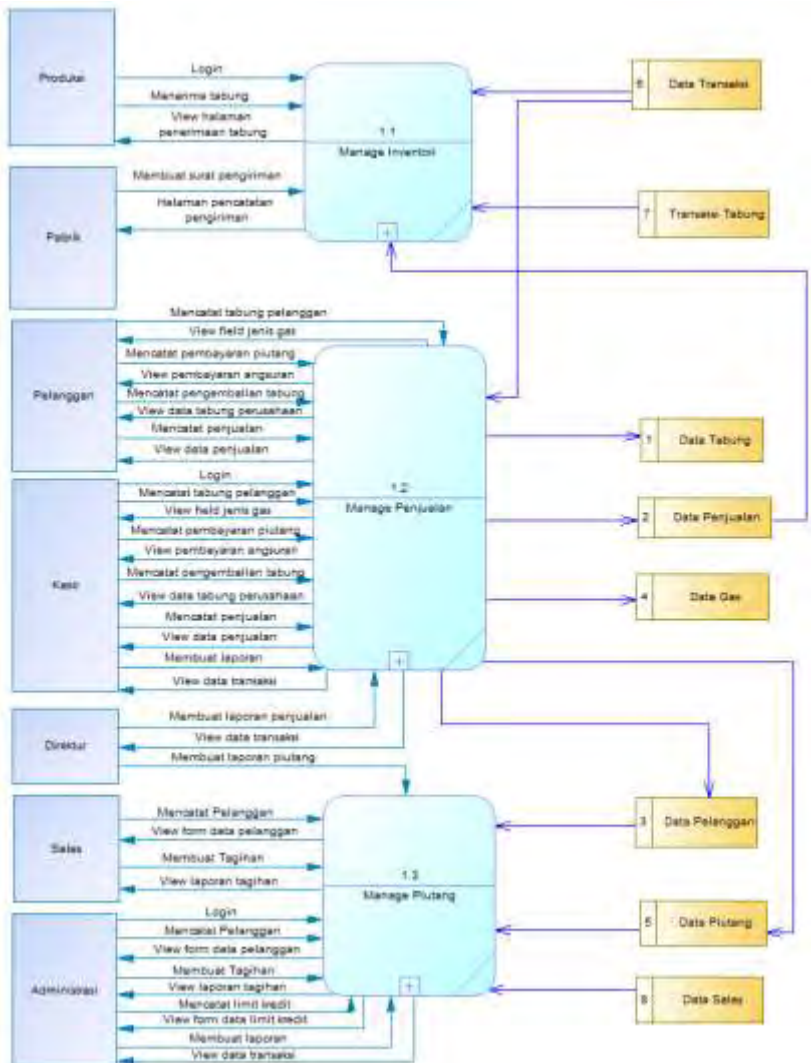 Produksi
Login
Menerima tabung
View halaman
penerimaan tabung
1.1
Manage Inventori
6
Data Transaksi
Pabrik
Membuat surat pengiriman
Halaman pencatatan
pengiriman
7
Transaksi Tabung
Pelanggan
Mencatat tabung pelanggan
View field jenis gas
Mencatat pembayaran piutang
View pembayaran angsuran
Mencatat pengembalian tabung
View data tabung perusahaan
Mencatat penjualan
View data penjualan
1.2
Manage Penjualan
1
Data Tabung
2
Data Penjualan
4
Data Gas
Kasir
Login
Mencatat tabung pelanggan
View field jenis gas
Mencatat pembayaran piutang
View pembayaran angsuran
Mencatat pengembalian tabung
View data tabung perusahaan
Mencatat penjualan
View data penjualan
Membuat laporan
View data transaksi
Direktur
Membuat laporan penjualan
View data transaksi
Membuat laporan piutang
Sales
Mencatat Pelanggan
View form data pelanggan
Membuat Tagihan
View laporan tagihan
1.3
Manage Piutang
3
Data Pelanggan
5
Data Piutang
8
Data Sales
Administrasi
Login
Mencatat Pelanggan
View form data pelanggan
Membuat Tagihan
View laporan tagihan
Mencatat limit kredit
View form data limit kredit
Membuat laporan
View data transaksi